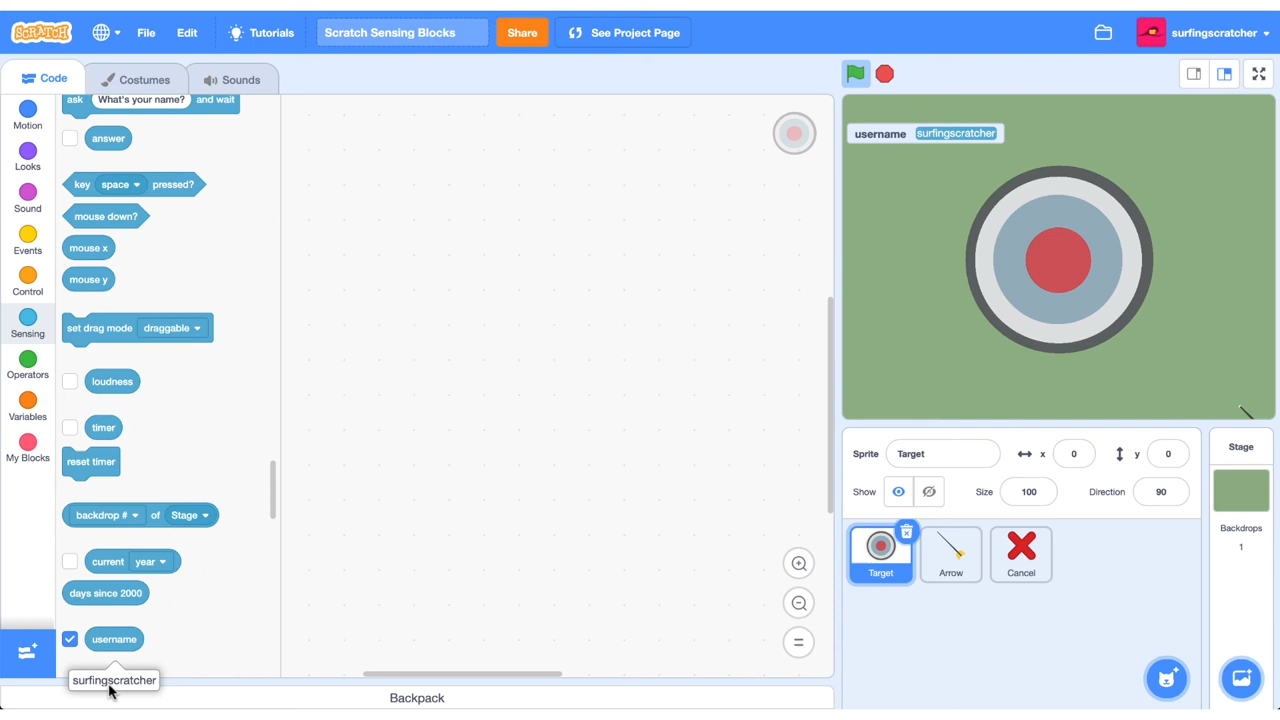 SCRATCH File Edit Tutorials Scratch Sensing Blocks Share See Project Page surfingscratcher
Code Costumes Sounds
Motion
Looks
Sound
Events
Control
Sensing
Operators
Variables
My Blocks
ask What's your name? and wait
answer
key space pressed?
mouse down?
mouse x
mouse y
set drag mode draggable
loudness
timer
reset timer
backdrop # of Stage
current year
days since 2000
username
surfingscratcher
Backpack
username surfingscratcher
Sprite Target x 0 y 0
Show Size 100 Direction 90
Target Arrow Cancel
Stage
Backdrops
1